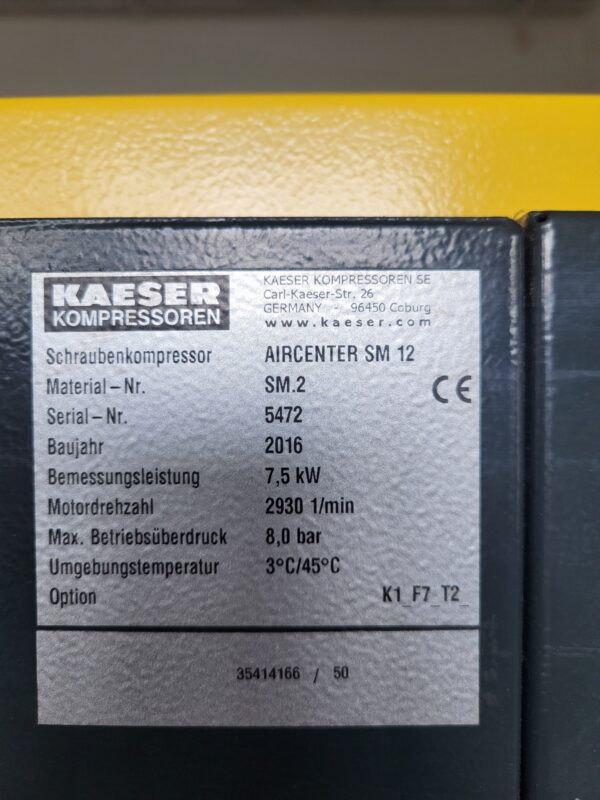 KAESER
KOMPRESSOREN
KAESER KOMPRESSOREN SE
Carl-Kaeser-Str. 26
GERMANY - 96450 Coburg
www.kaeser.com
Schraubenkompressor AIRCENTER SM 12
Material-Nr. SM.2
CE
Serial-Nr. 5472
Baujahr 2016
Bemessungsleistung 7,5 kW
Motordrehzahl 2930 1/min
Max. Betriebsüberdruck 8,0 bar
Umgebungstemperatur 3°C/45°C
Option K1_F7_T2_
35414166 / 50